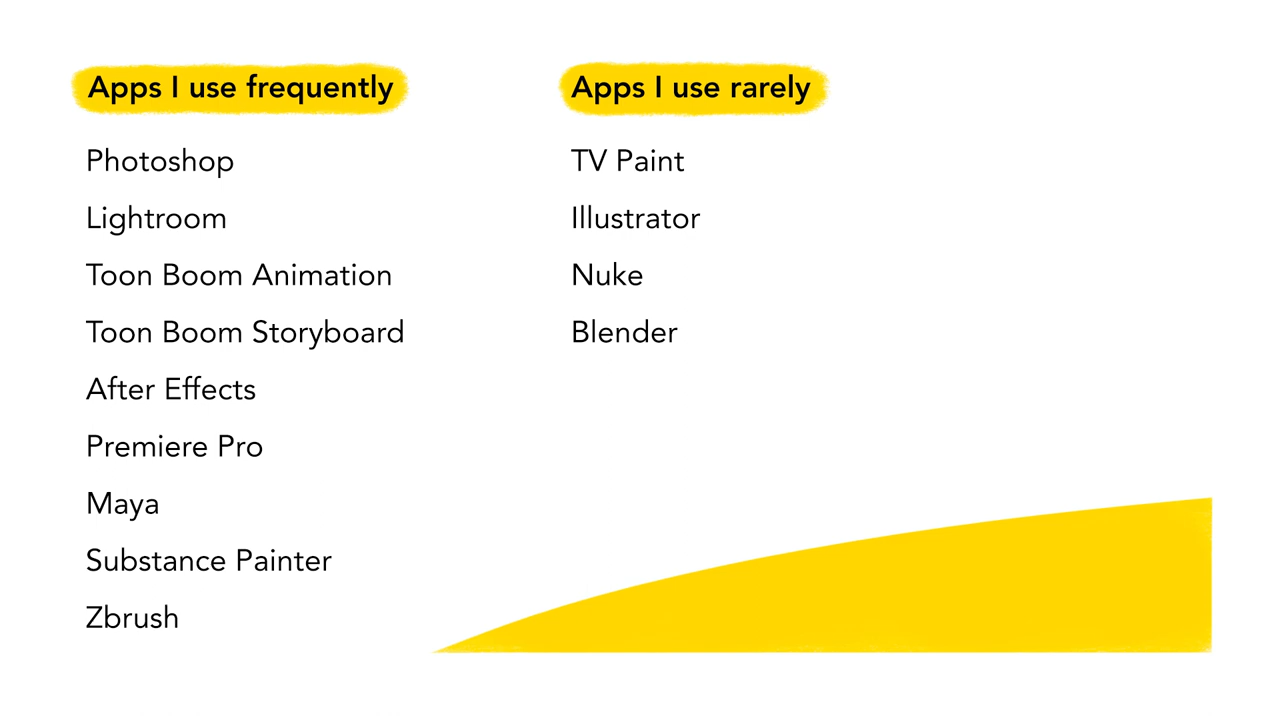 Apps I use frequently
Photoshop
Lightroom
Toon Boom Animation
Toon Boom Storyboard
After Effects
Premiere Pro
Maya
Substance Painter
Zbrush
Apps I use rarely
TV Paint
Illustrator
Nuke
Blender